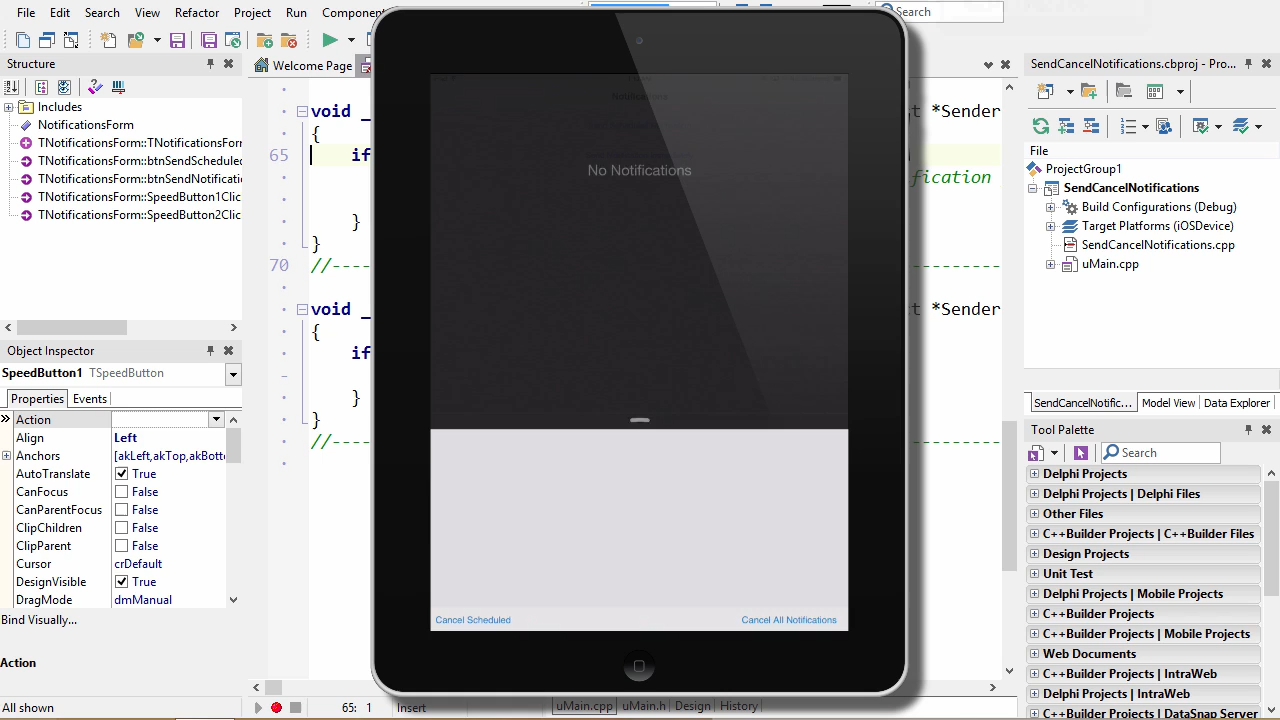 File
Search
Project
Run
Component
Search
Structure
Welcome Page
SendCancelNotifications.cbproj - Pro...
Includes
NotificationsForm
TNotificationsForm::TNotificationsForm
TNotificationsForm::btnSendScheduled
TNotificationsForm::btnSendNotificati
TNotificationsForm::SpeedButton1Clic
TNotificationsForm::SpeedButton2Clic
void _
t *Sender
{
65
if
fication
}
}
70
//----
void _
t *Sender
{
if
}
}
//----
Notifications
No Notifications
Cancel Scheduled
Cancel All Notifications
File
ProjectGroup1
SendCancelNotifications
Build Configurations (Debug)
Target Platforms (iOSDevice)
SendCancelNotifications.cpp
uMain.cpp
SendCancelNotific...
Model View
Data Explorer
Object Inspector
SpeedButton1 TSpeedButton
Properties
Events
Action
Align Left
Anchors [akLeft,akTop,akBott
AutoTranslate True
CanFocus False
CanParentFocus False
ClipChildren False
ClipParent False
Cursor crDefault
DesignVisible True
DragMode dmManual
Bind Visually...
Action
All shown
65: 1
Insert
uMain.cpp
uMain.h
Design
History
Tool Palette
Search
Delphi Projects
Delphi Projects | Delphi Files
Other Files
C++Builder Projects | C++Builder Files
Design Projects
Unit Test
Delphi Projects | Mobile Projects
C++Builder Projects
C++Builder Projects | Mobile Projects
Web Documents
C++Builder Projects | IntraWeb
Delphi Projects | IntraWeb
C++Builder Projects | DataSnap Server